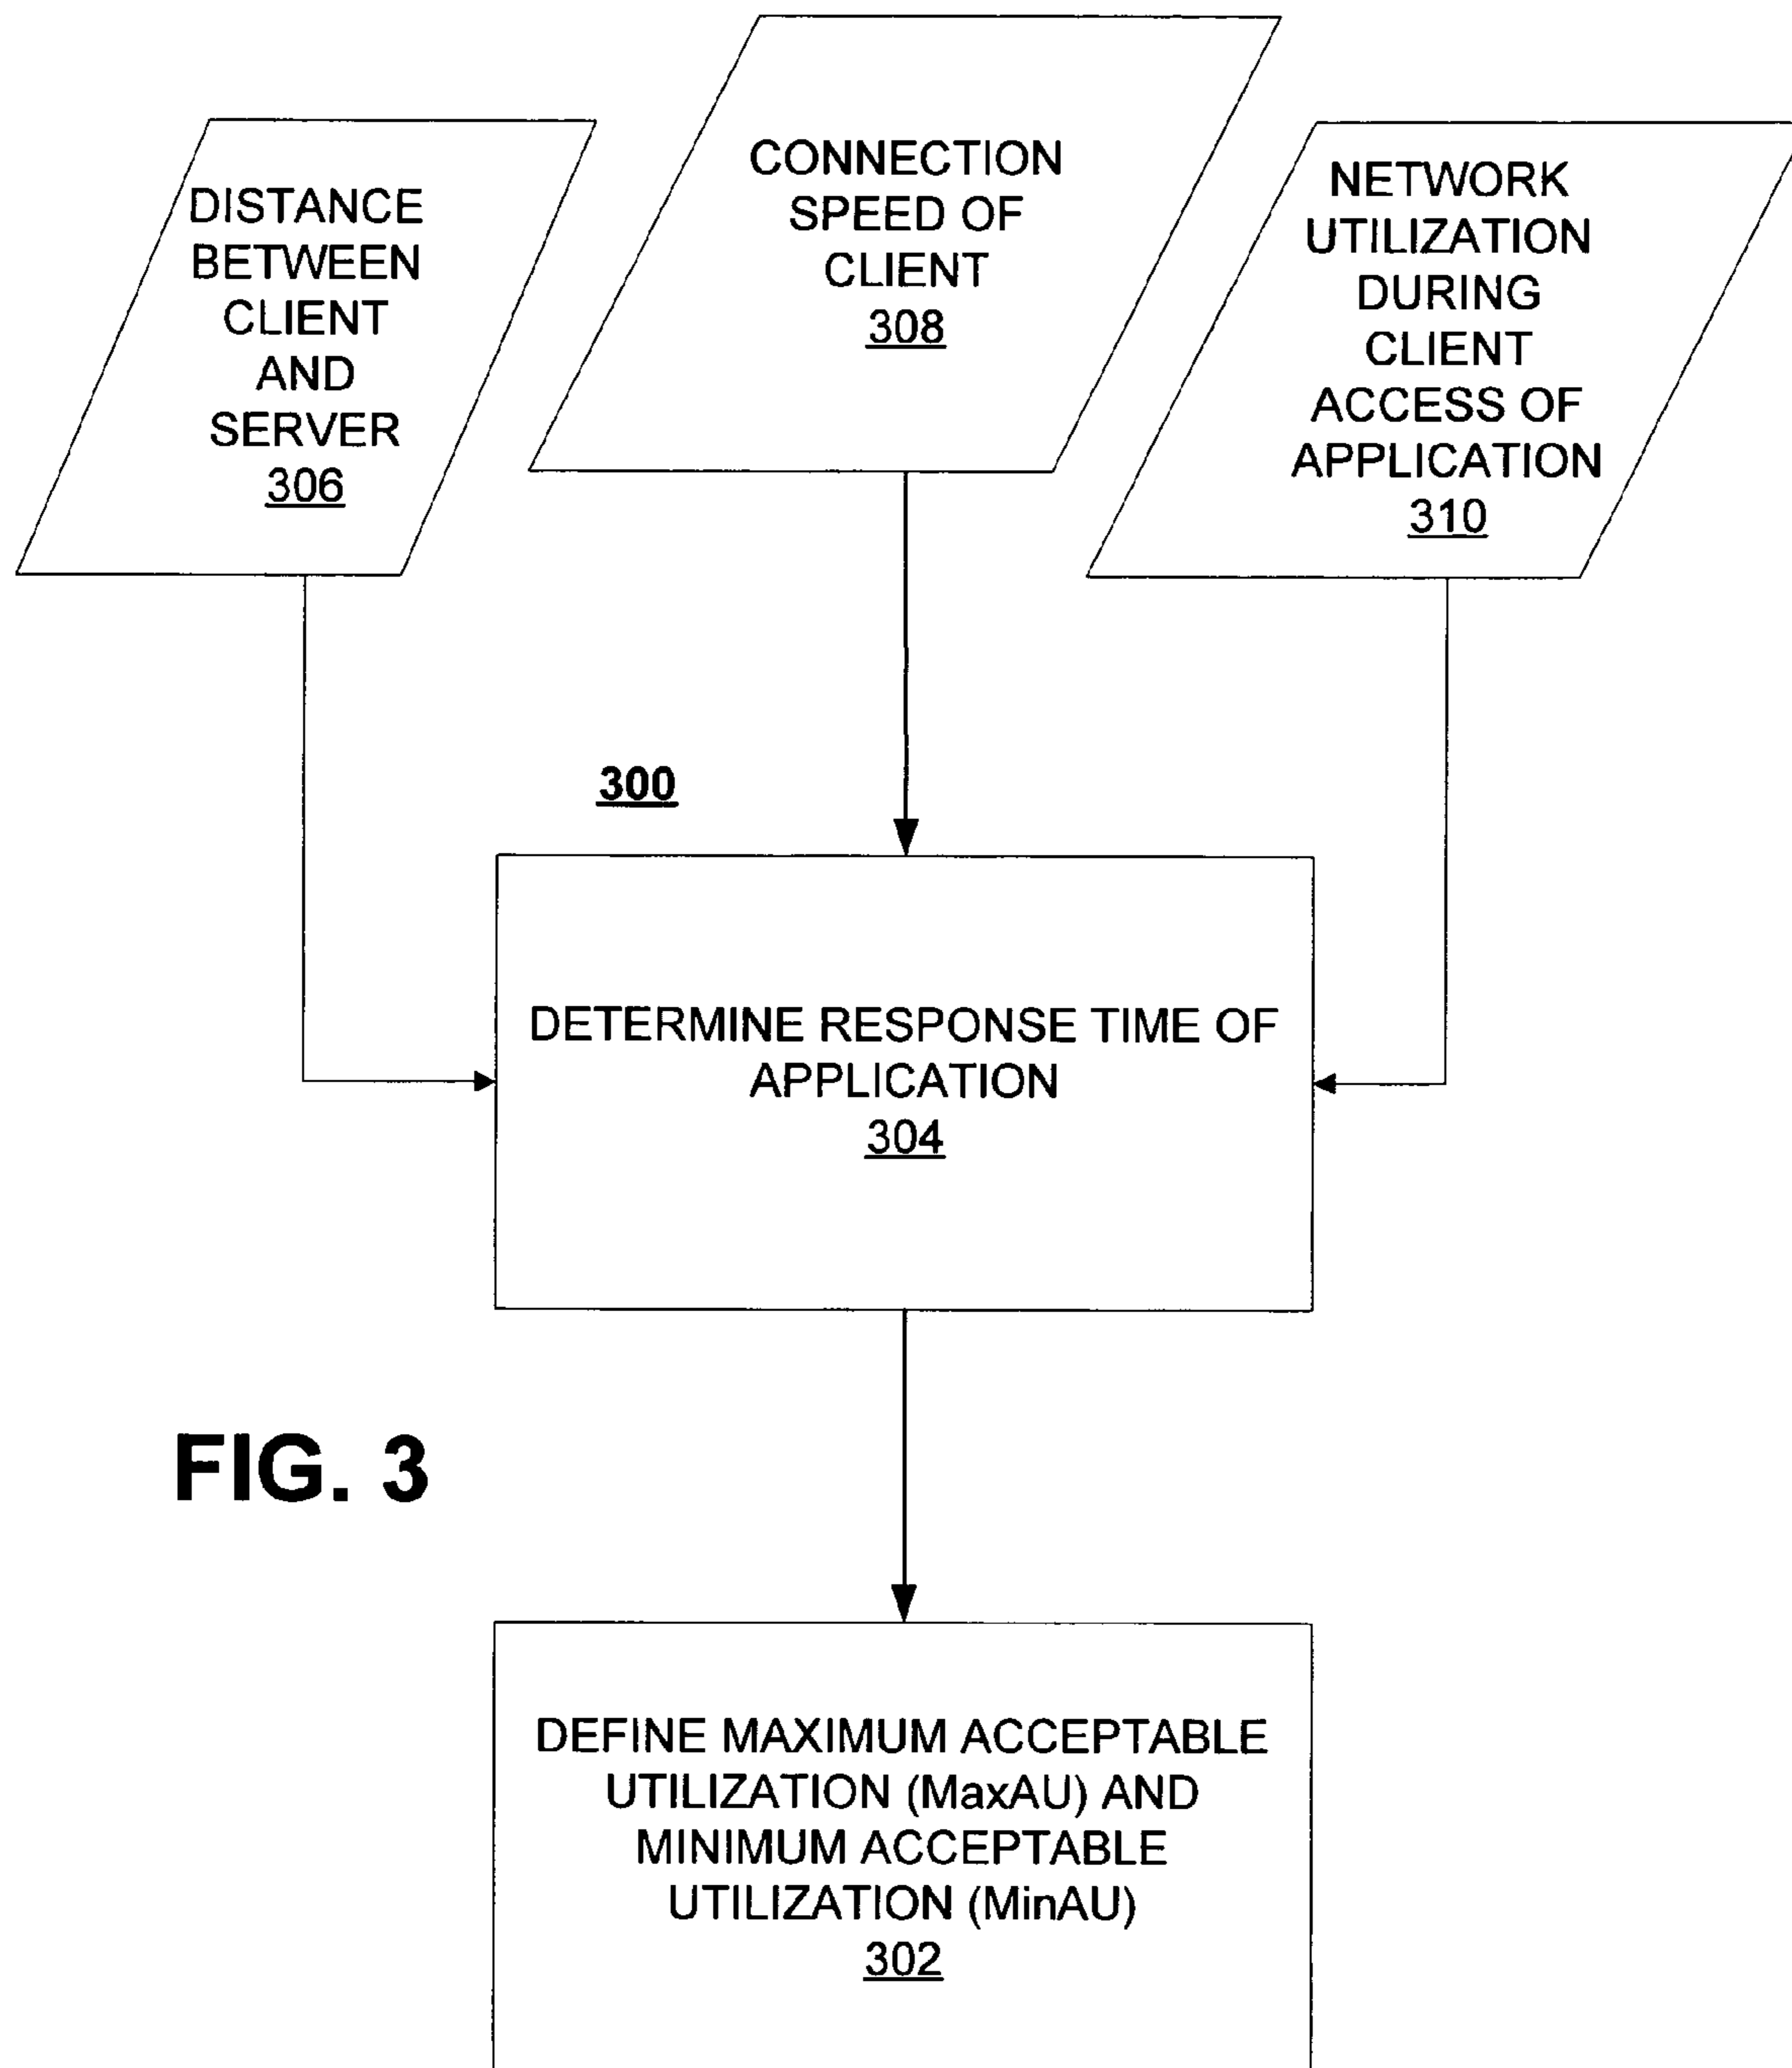 DISTANCE
BETWEEN
CLIENT
AND
SERVER
306
CONNECTION
SPEED OF
CLIENT
308
NETWORK
UTILIZATION
DURING
CLIENT
ACCESS OF
APPLICATION
310
300
DETERMINE RESPONSE TIME OF
APPLICATION
304
FIG. 3
DEFINE MAXIMUM ACCEPTABLE
UTILIZATION (MaxAU) AND
MINIMUM ACCEPTABLE
UTILIZATION (MinAU)
302